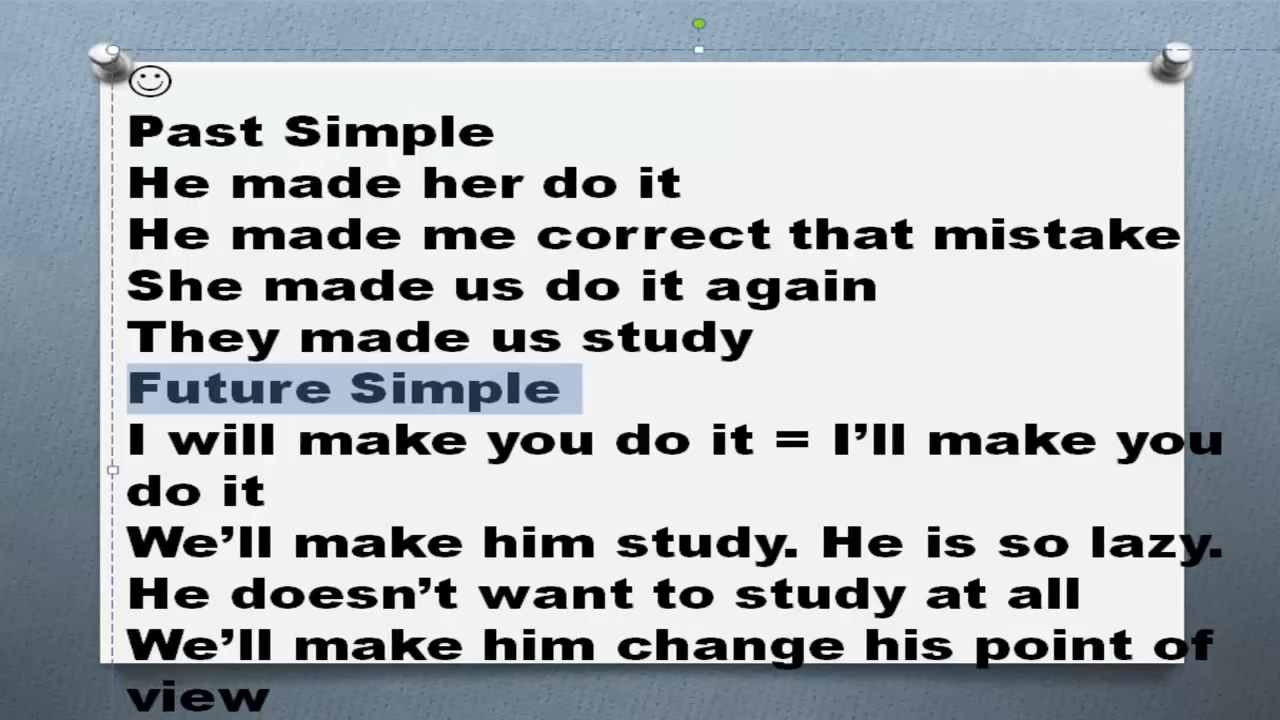 Past Simple
He made her do it
He made me correct that mistake
She made us do it again
They made us study
Future Simple
I will make you do it = I’ll make you
do it
We’ll make him study. He is so lazy.
He doesn’t want to study at all
We’ll make him change his point of
view